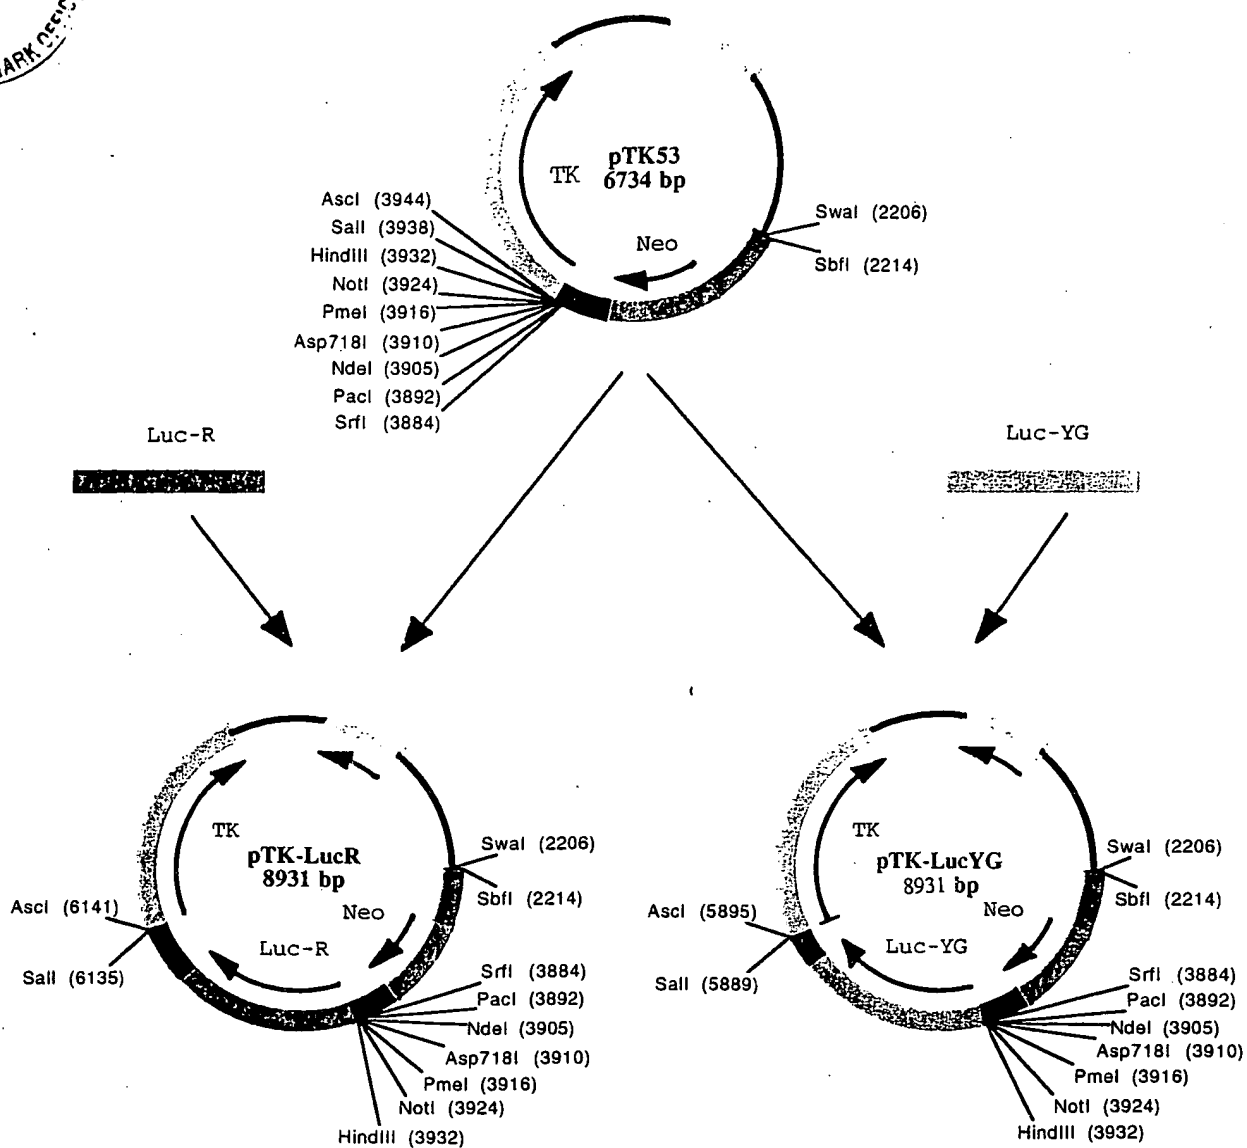 MARK OFFIC
pTK53
6734 bp
TK
Neo
AscI (3944)
SalI (3938)
HindIII (3932)
NotI (3924)
PmeI (3916)
Asp718I (3910)
NdeI (3905)
PacI (3892)
SrfI (3884)
SwaI (2206)
SbfI (2214)
Luc-R
Luc-YG
TK
pTK-LucR
8931 bp
Neo
Luc-R
AscI (6141)
SalI (6135)
SwaI (2206)
SbfI (2214)
SrfI (3884)
PacI (3892)
NdeI (3905)
Asp718I (3910)
PmeI (3916)
NotI (3924)
HindIII (3932)
TK
pTK-LucYG
8931 bp
Neo
Luc-YG
AscI (5895)
SalI (5889)
SwaI (2206)
SbfI (2214)
SrfI (3884)
PacI (3892)
NdeI (3905)
Asp718I (3910)
PmeI (3916)
NotI (3924)
HindIII (3932)